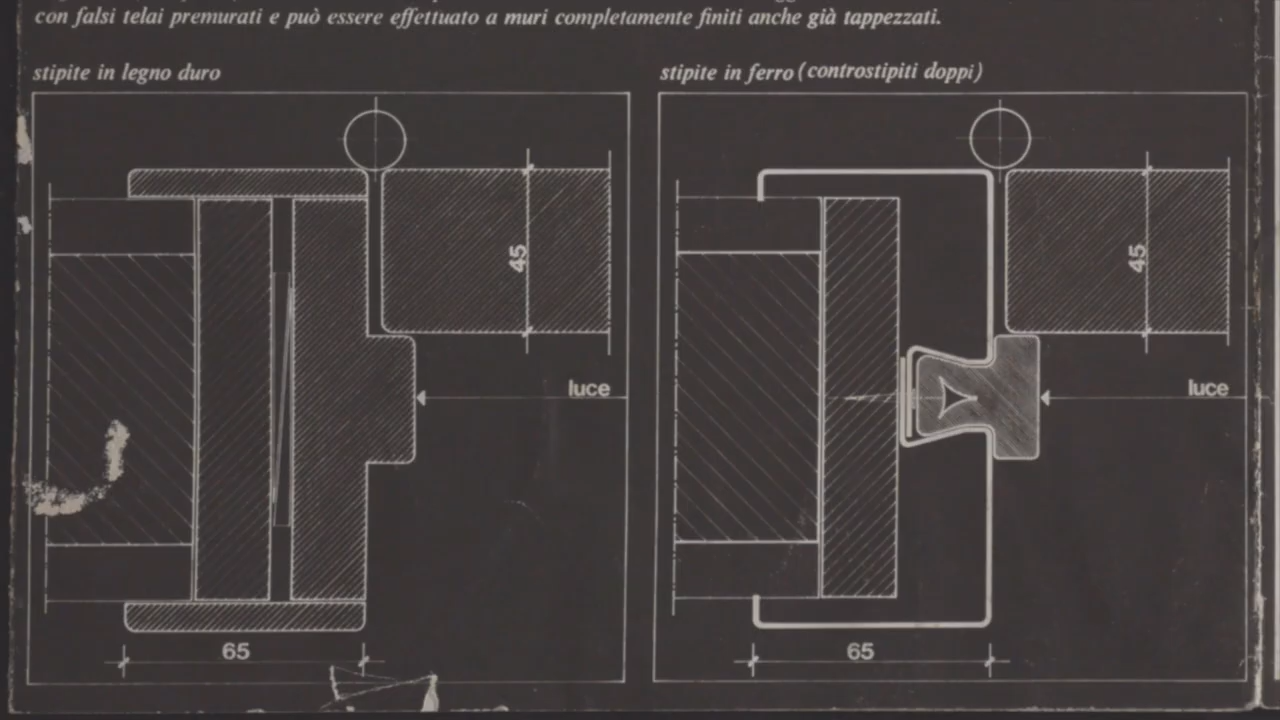 con falsi telai premurati e può essere effettuato a muri completamente finiti anche già tappezzati.
stipite in legno duro
stipite in ferro (controstipiti doppi)
45
45
luce
luce
65
65